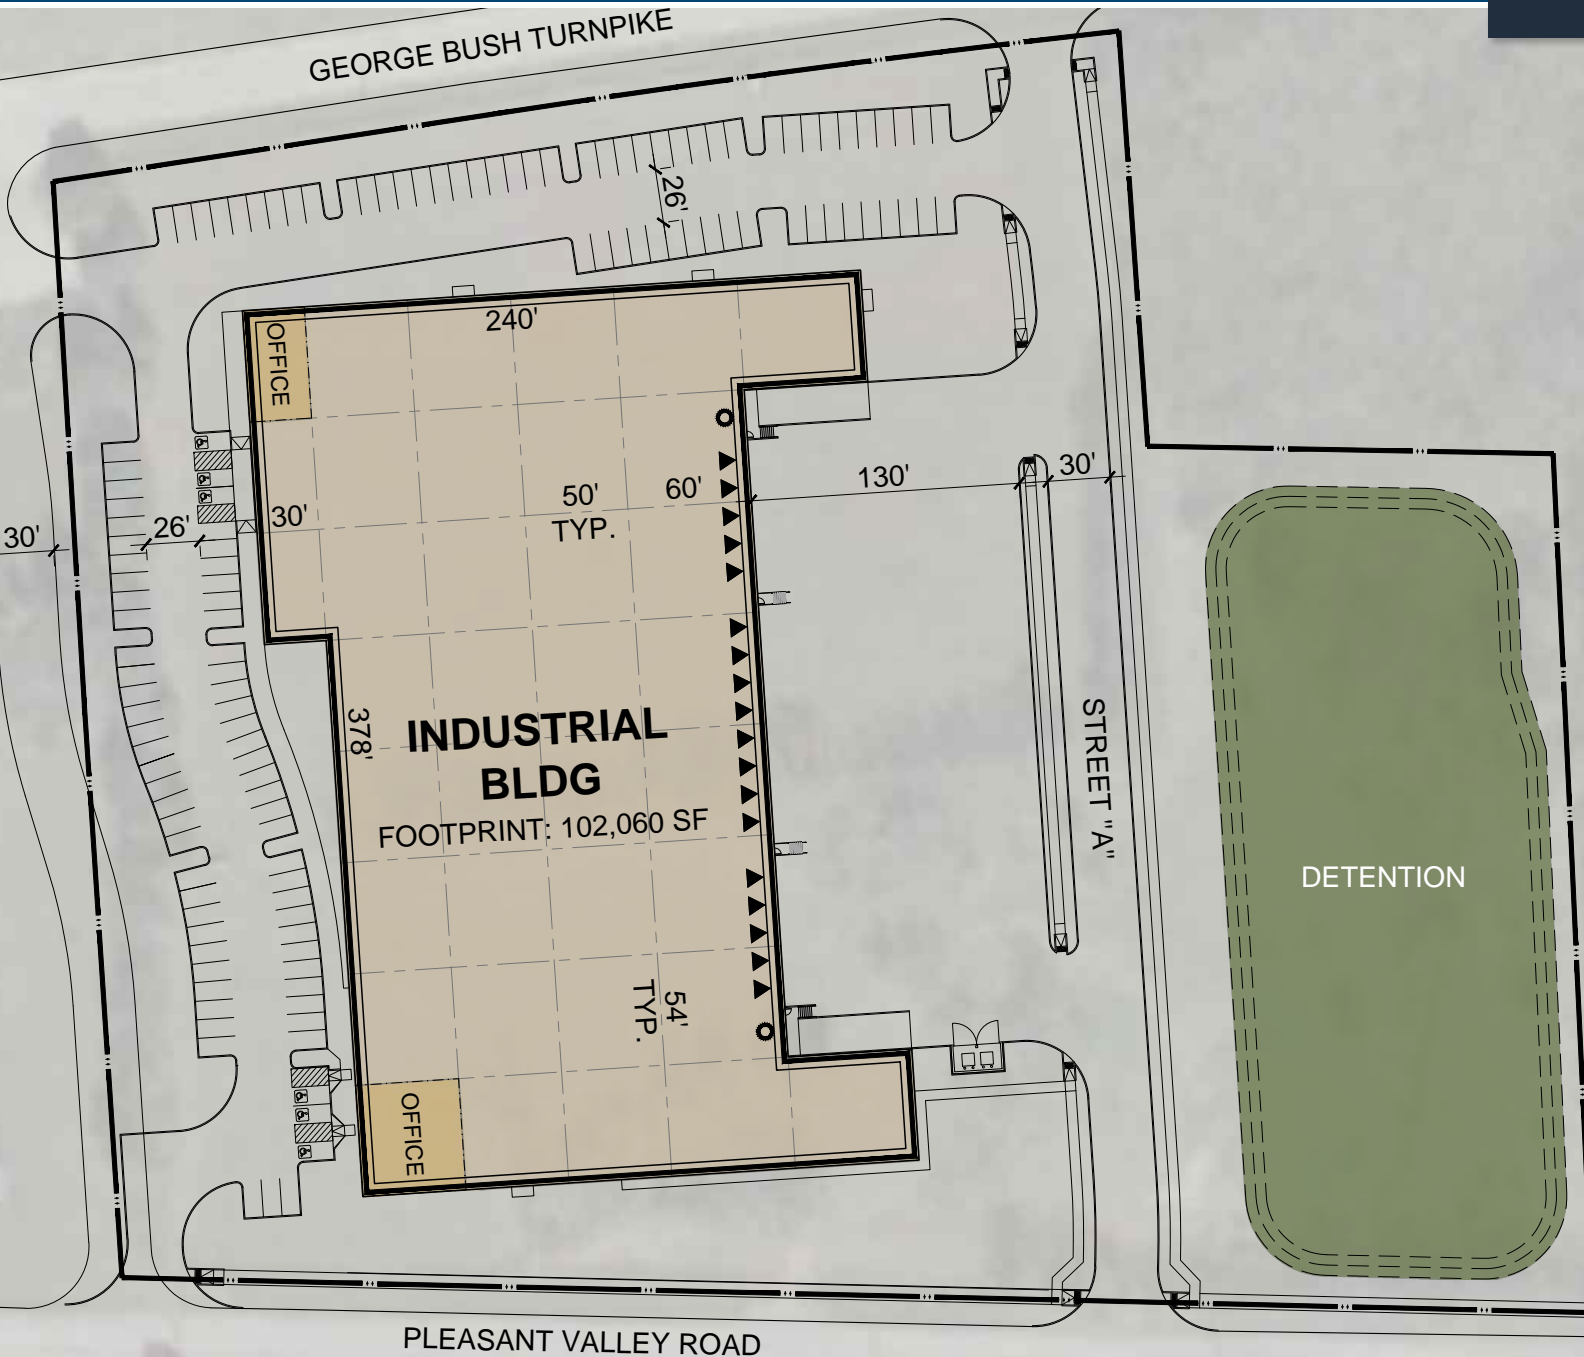 GEORGE BUSH TURNPIKE
26'
240'
OFFICE
30'
26'
30'
50'
TYP.
60'
130'
30'
378'
INDUSTRIAL
BLDG
FOOTPRINT: 102,060 SF
STREET "A"
DETENTION
54'
TYP.
OFFICE
PLEASANT VALLEY ROAD